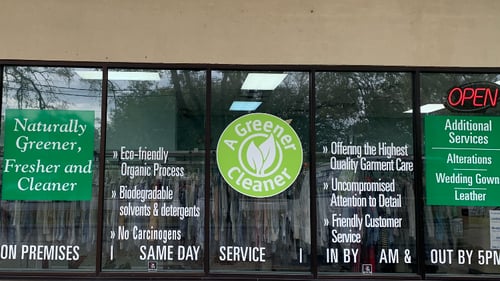 Naturally
Greener,
Fresher and
Cleaner
» Eco-friendly
Organic Process
» Biodegradable
solvents & detergents
» No Carcinogens
A Greener
Cleaner
» Offering the Highest
Quality Garment Care
» Uncompromised
Attention to Detail
» Friendly Customer
Service
OPEN
Additional
Services
Alterations
Wedding Gown
Leather
ON PREMISES | SAME DAY SERVICE | IN BY AM & OUT BY 5PM